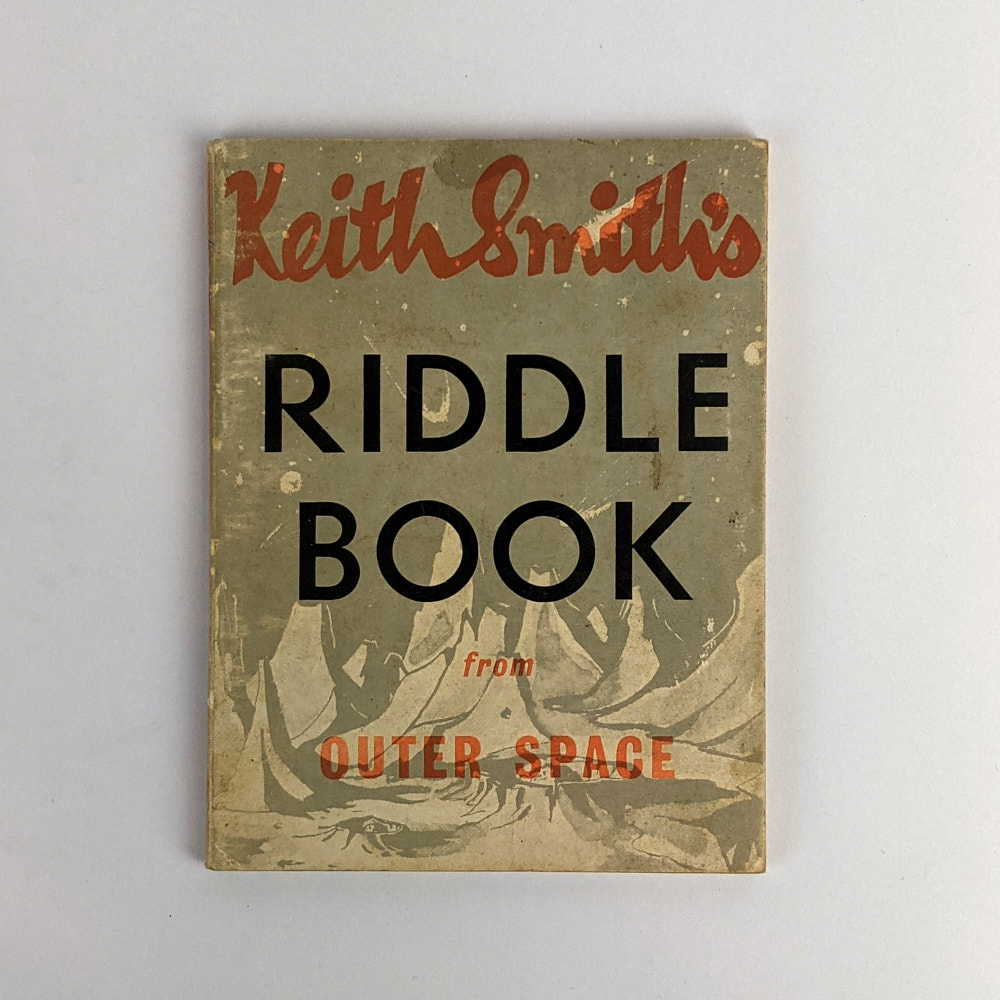 Keith Smith's
RIDDLE
BOOK
from
OUTER SPACE